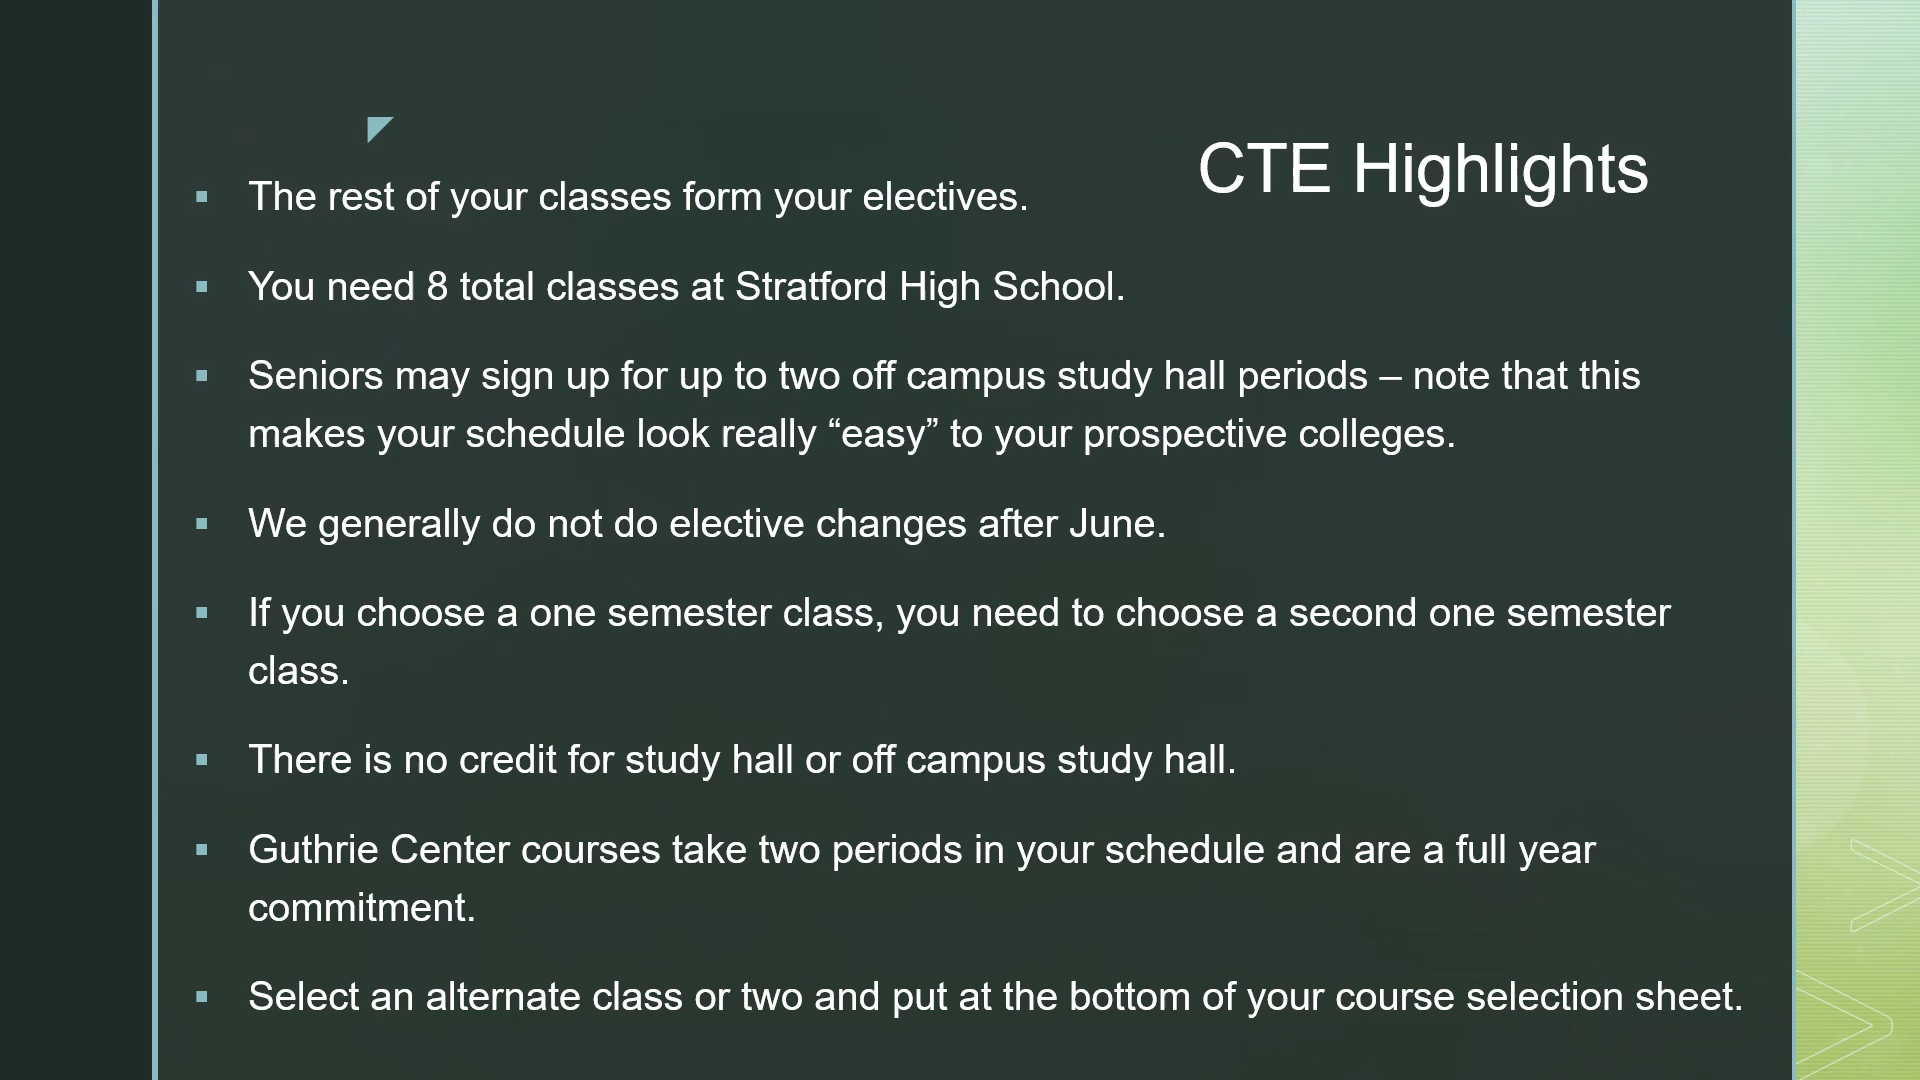 CTE Highlights
▪ The rest of your classes form your electives.
▪ You need 8 total classes at Stratford High School.
▪ Seniors may sign up for up to two off campus study hall periods – note that this
makes your schedule look really “easy” to your prospective colleges.
▪ We generally do not do elective changes after June.
▪ If you choose a one semester class, you need to choose a second one semester
class.
▪ There is no credit for study hall or off campus study hall.
▪ Guthrie Center courses take two periods in your schedule and are a full year
commitment.
▪ Select an alternate class or two and put at the bottom of your course selection sheet.